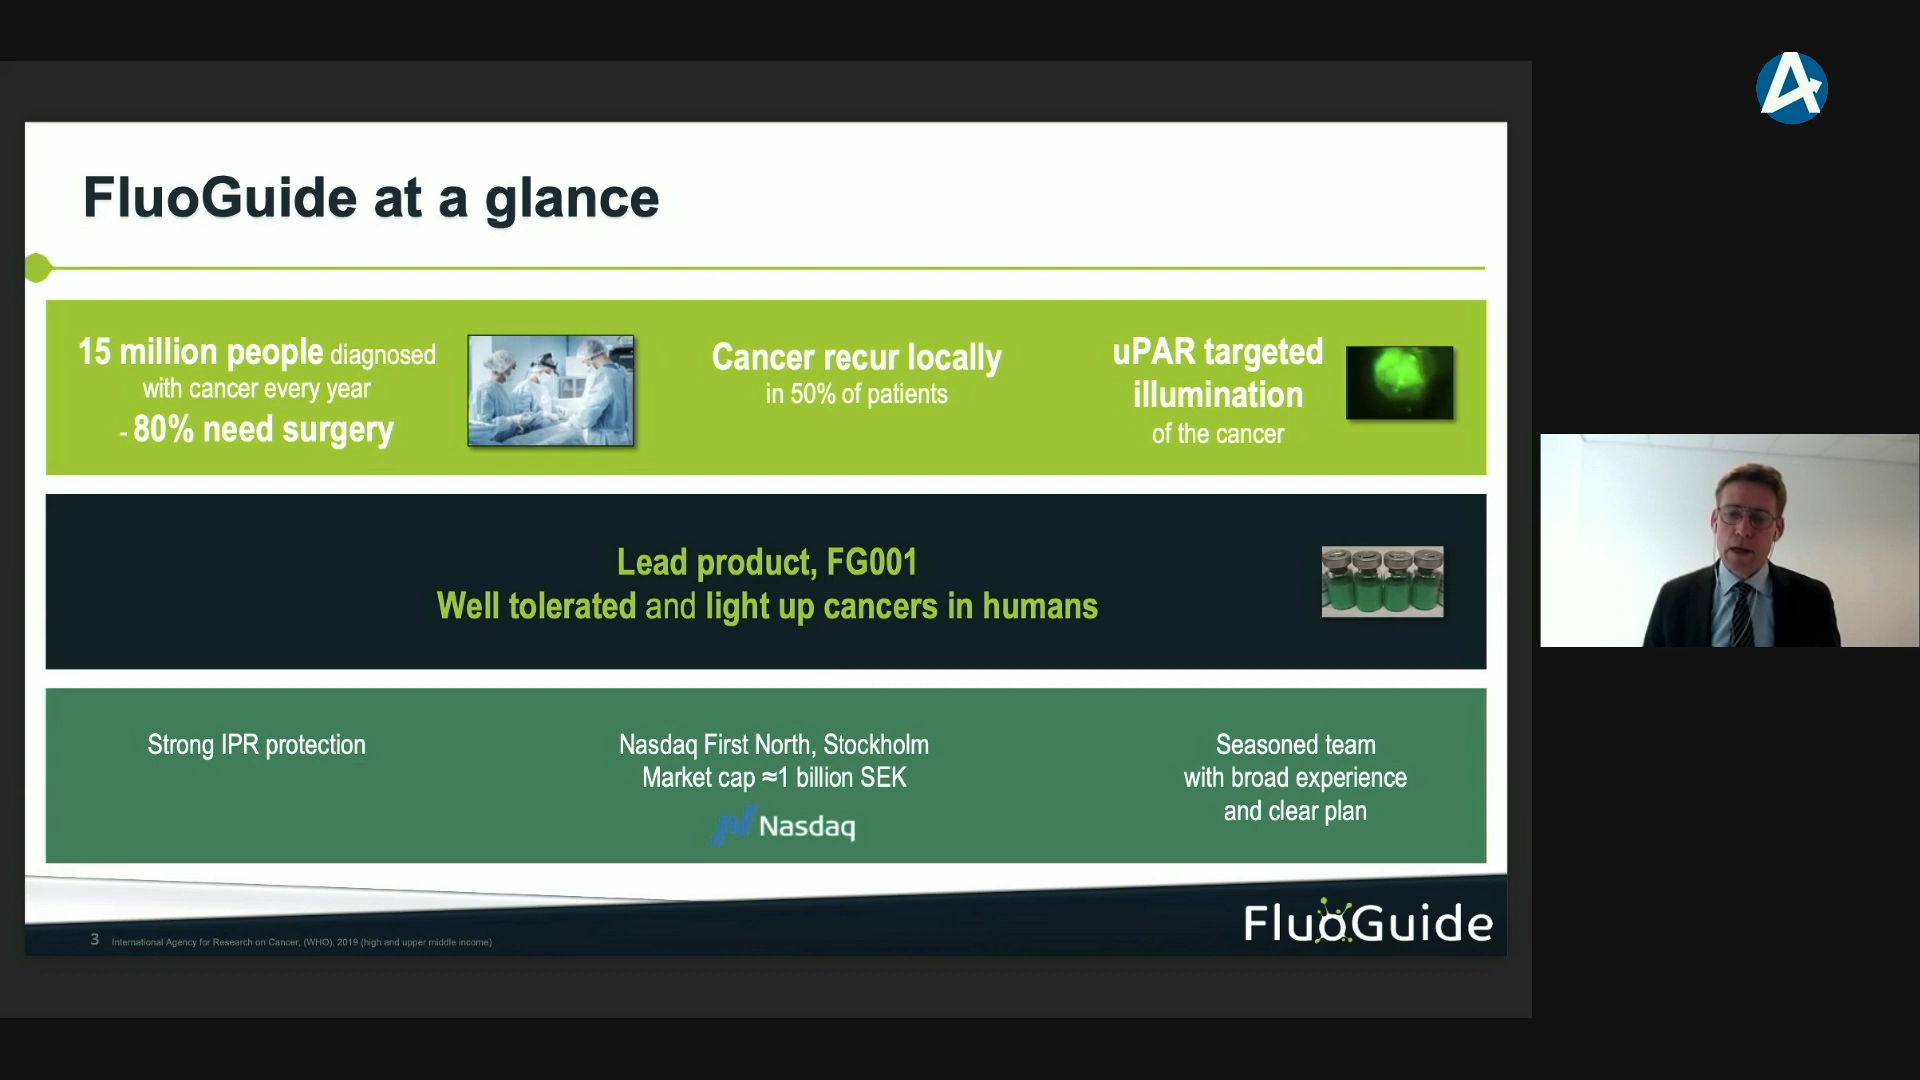 FluoGuide at a glance
15 million people diagnosed
with cancer every year
- 80% need surgery
Cancer recur locally
in 50% of patients
uPAR targeted
illumination
of the cancer
Lead product, FG001
Well tolerated and light up cancers in humans
Strong IPR protection
Nasdaq First North, Stockholm
Market cap ≈1 billion SEK
Nasdaq
Seasoned team
with broad experience
and clear plan
3 International Agency for Research on Cancer, (WHO), 2019 (high and upper middle income)
FluoGuide